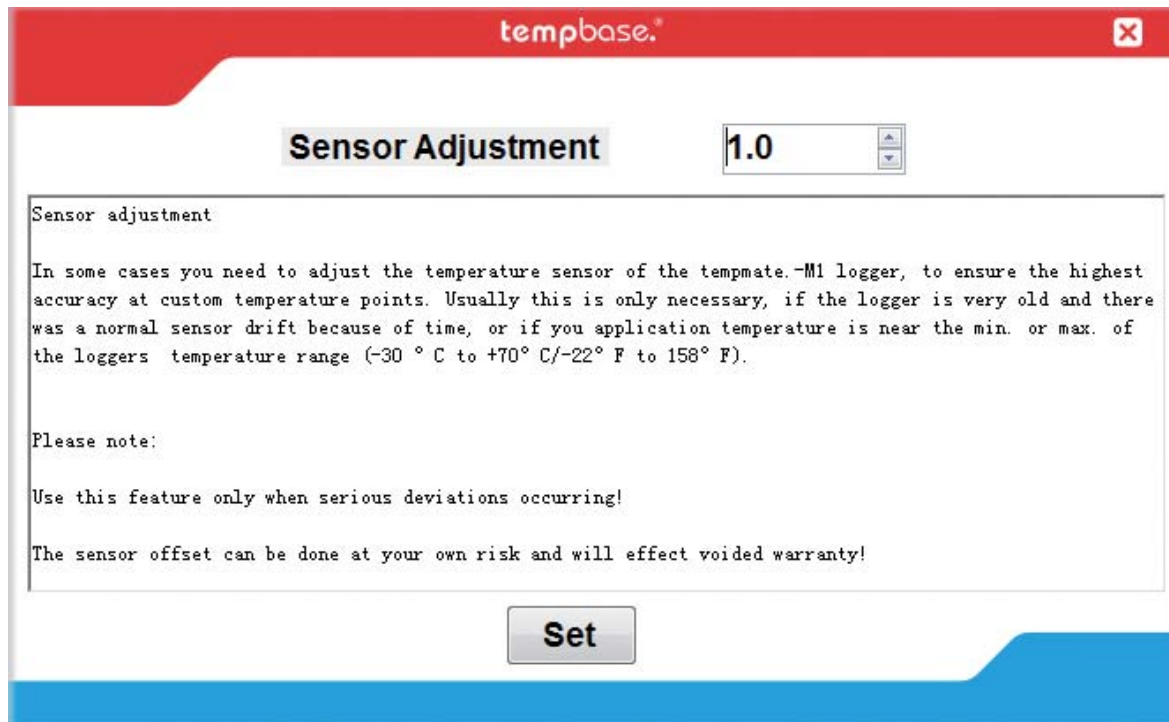 tempbase.®
Sensor Adjustment 1.0
Sensor adjustment
In some cases you need to adjust the temperature sensor of the tempmate.-M1 logger, to ensure the highest
accuracy at custom temperature points. Usually this is only necessary, if the logger is very old and there
was a normal sensor drift because of time, or if you application temperature is near the min. or max. of
the loggers temperature range (-30 ° C to +70° C/-22° F to 158° F).
Please note:
Use this feature only when serious deviations occurring!
The sensor offset can be done at your own risk and will effect voided warranty!
Set